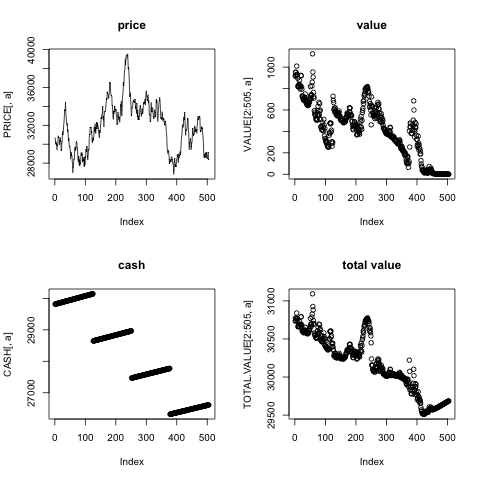 price
PRICE[, a]
28000 32000 36000 40000
0 100 200 300 400 500
Index
value
VALUE[2:505, a]
0 200 600 1000
0 100 200 300 400 500
Index
cash
CASH[, a]
27000 29000
0 100 200 300 400 500
Index
total value
TOTAL.VALUE[2:505, a]
29500 30000 30500 31000
0 100 200 300 400 500
Index